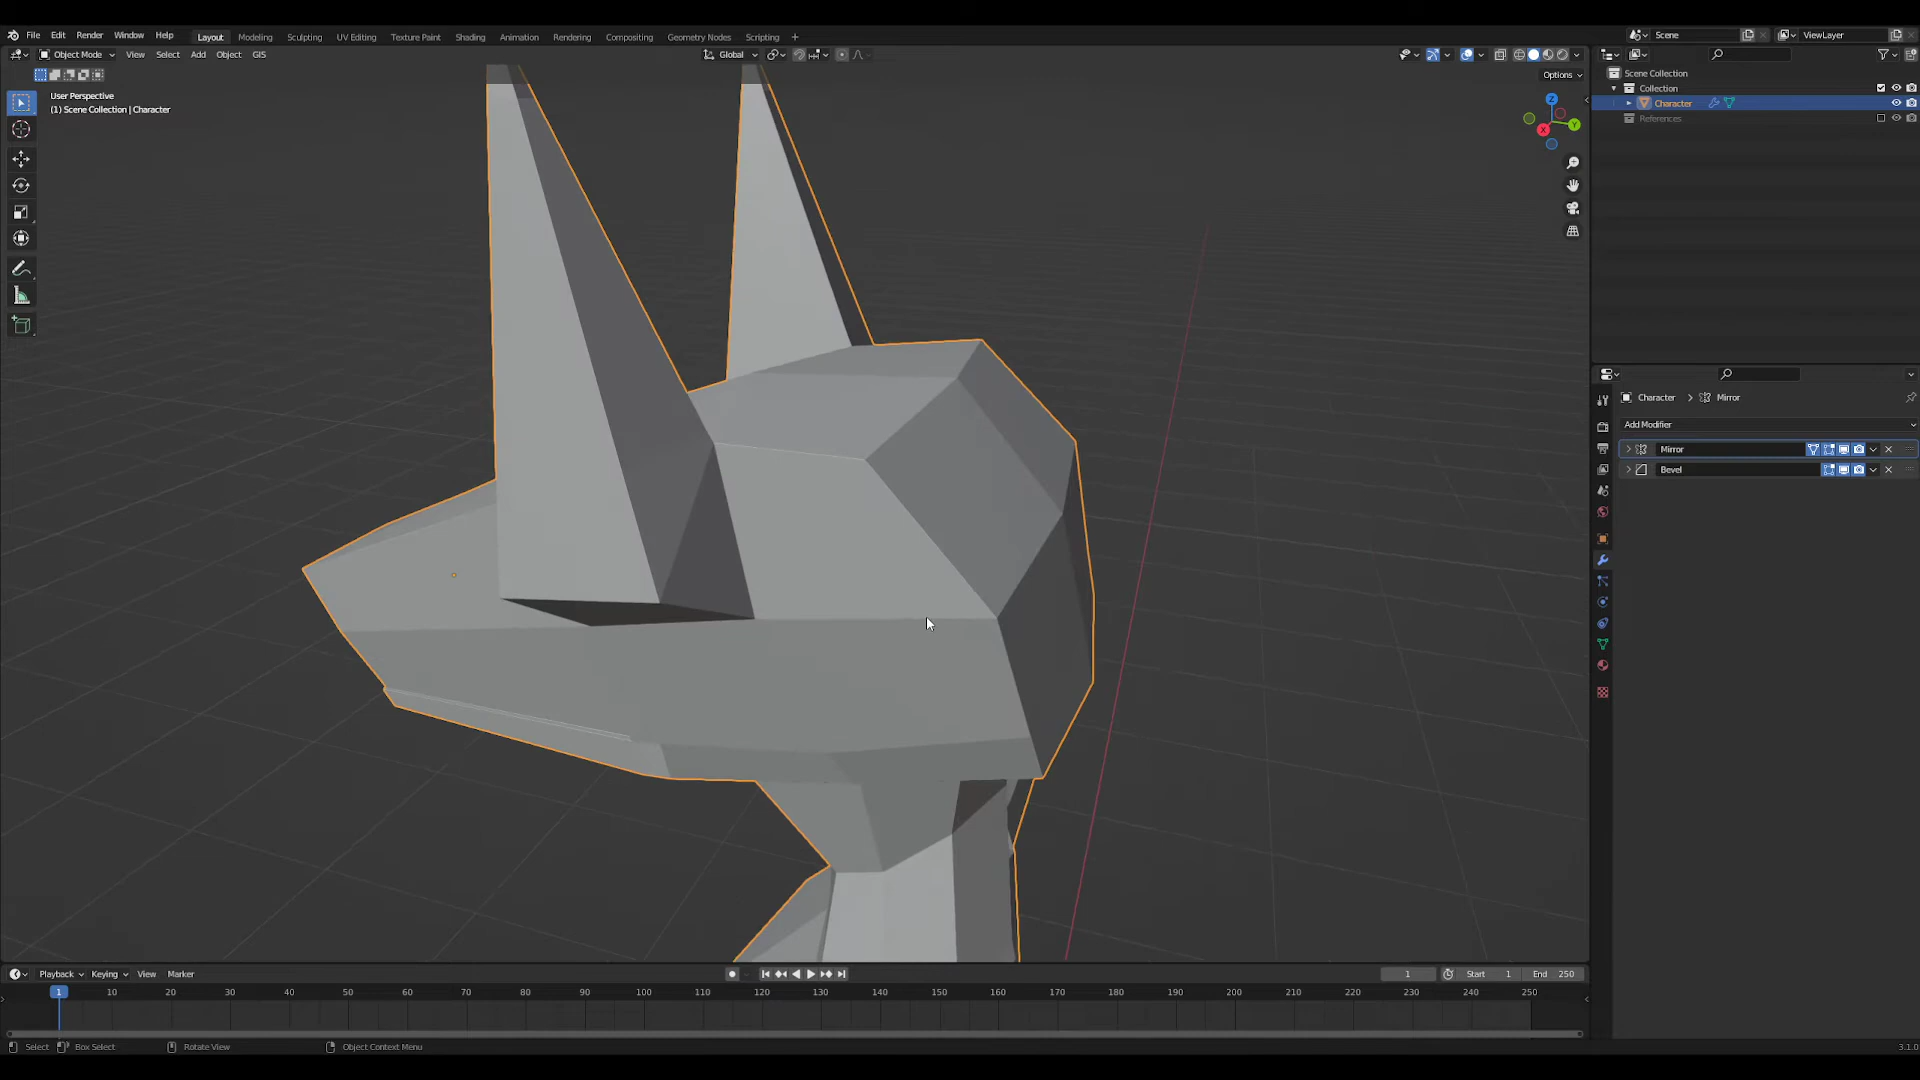 File Edit Render Window Help Layout Modeling Sculpting UV Editing Texture Paint Shading Animation Rendering Compositing Geometry Nodes Scripting + Scene ViewLayer
Object Mode View Select Add Object GIS Global
Options
User Perspective
(1) Scene Collection | Character
Z
Y
X
Scene Collection
Collection
Character
References
Character > Mirror
Add Modifier
Mirror
Bevel
Playback Keying View Marker 1 Start 1 End 250
1 10 20 30 40 50 60 70 80 90 100 110 120 130 140 150 160 170 180 190 200 210 220 230 240 250
Select Box Select Rotate View Object Context Menu 3.1.0